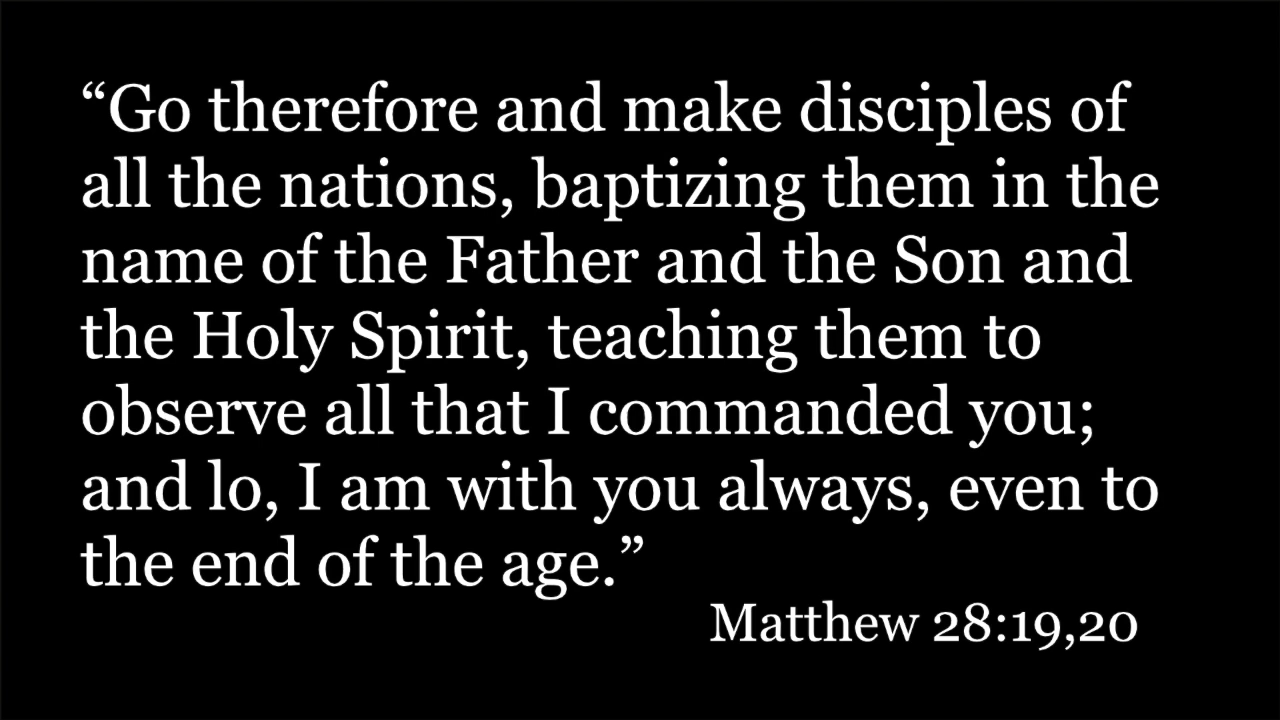 “Go therefore and make disciples of
all the nations, baptizing them in the
name of the Father and the Son and
the Holy Spirit, teaching them to
observe all that I commanded you;
and lo, I am with you always, even to
the end of the age.”
Matthew 28:19,20